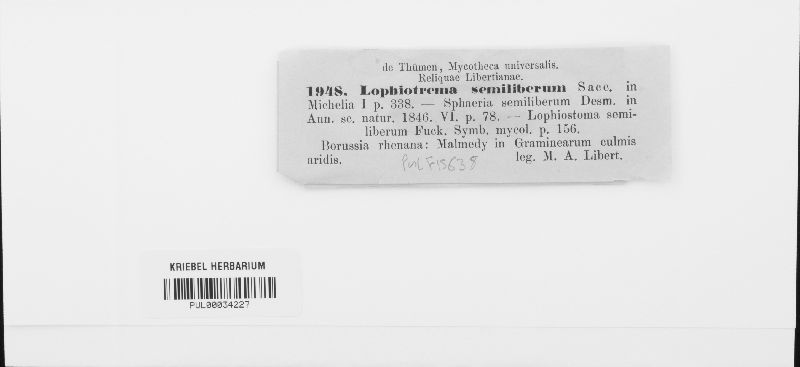 de Thümen, Mycotheca universalis.
Reliquae Libertianae.
1948. Lophiotrema semiliberum Sacc. in
Michelia I p. 338. — Sphaeria semiliberum Desm. in
Ann. sc. natur. 1846. VI. p. 78. — Lophiostoma semi-
liberum Fuck. Symb. mycol. p. 156.
Borussia rhenana: Malmedy in Graminearum culmis
aridis. leg. M. A. Libert.
PUL F15638
KRIEBEL HERBARIUM
PUL00034227